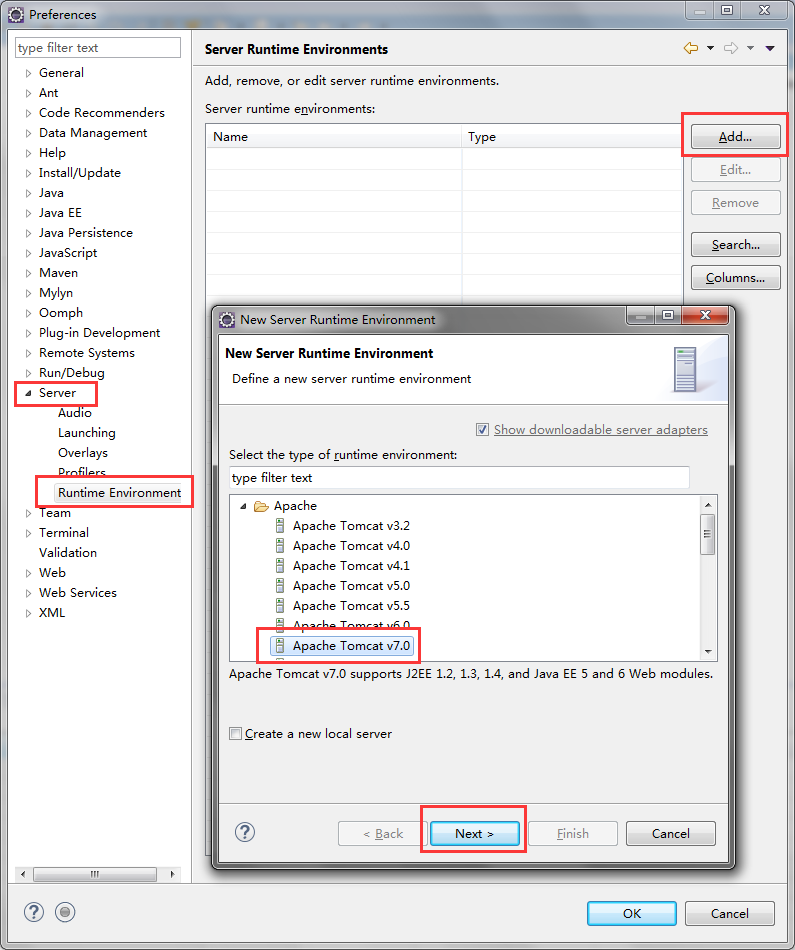 Preferences
type filter text
General
Ant
Code Recommenders
Data Management
Help
Install/Update
Java
Java EE
Java Persistence
JavaScript
Maven
Mylyn
Oomph
Plug-in Development
Remote Systems
Run/Debug
Server
Audio
Launching
Overlays
Profilers
Runtime Environment
Team
Terminal
Validation
Web
Web Services
XML
Server Runtime Environments
Add, remove, or edit server runtime environments.
Server runtime environments:
Name Type
Add...
Edit...
Remove
Search...
Columns...
New Server Runtime Environment
New Server Runtime Environment
Define a new server runtime environment
Show downloadable server adapters
Select the type of runtime environment:
type filter text
Apache
Apache Tomcat v3.2
Apache Tomcat v4.0
Apache Tomcat v4.1
Apache Tomcat v5.0
Apache Tomcat v5.5
Apache Tomcat v6.0
Apache Tomcat v7.0
Apache Tomcat v7.0 supports J2EE 1.2, 1.3, 1.4, and Java EE 5 and 6 Web modules.
Create a new local server
? < Back Next > Finish Cancel
? OK Cancel